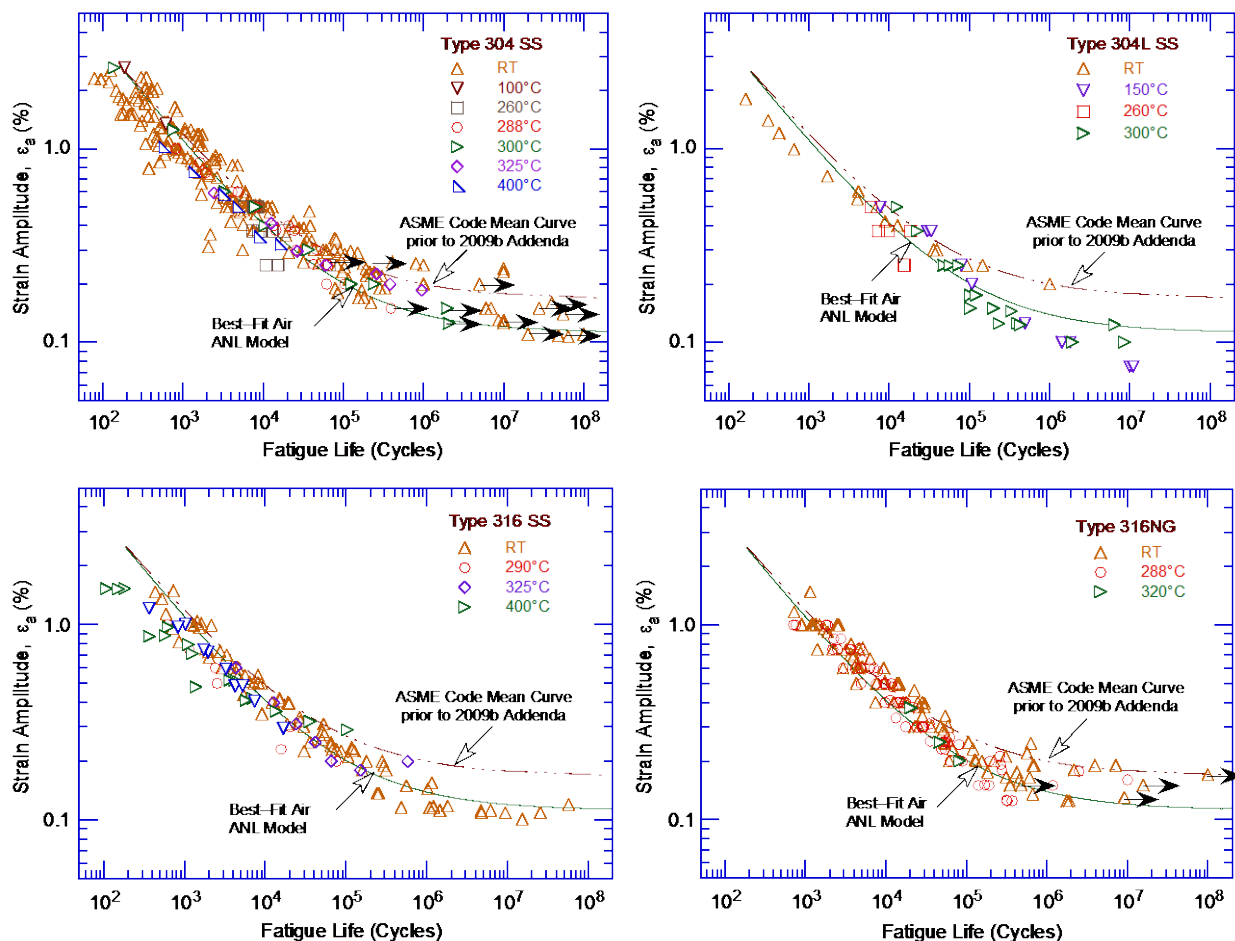 Type 304 SS
RT
100°C
260°C
288°C
300°C
325°C
400°C
ASME Code Mean Curve
prior to 2009b Addenda
Best–Fit Air
ANL Model
Strain Amplitude, εa (%)
1.0
0.1
10² 10³ 10⁴ 10⁵ 10⁶ 10⁷ 10⁸
Fatigue Life (Cycles)
Type 304L SS
RT
150°C
260°C
300°C
ASME Code Mean Curve
prior to 2009b Addenda
Best–Fit Air
ANL Model
Strain Amplitude, εa (%)
1.0
0.1
10² 10³ 10⁴ 10⁵ 10⁶ 10⁷ 10⁸
Fatigue Life (Cycles)
Type 316 SS
RT
290°C
325°C
400°C
ASME Code Mean Curve
prior to 2009b Addenda
Best–Fit Air
ANL Model
Strain Amplitude, εa (%)
1.0
0.1
10² 10³ 10⁴ 10⁵ 10⁶ 10⁷ 10⁸
Fatigue Life (Cycles)
Type 316NG
RT
288°C
320°C
ASME Code Mean Curve
prior to 2009b Addenda
Best–Fit Air
ANL Model
Strain Amplitude, εa (%)
1.0
0.1
10² 10³ 10⁴ 10⁵ 10⁶ 10⁷ 10⁸
Fatigue Life (Cycles)